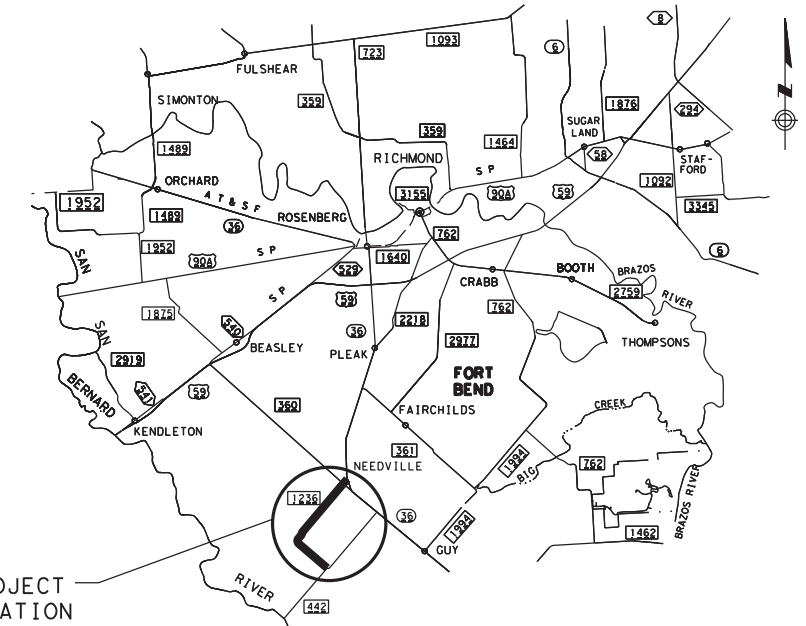 8
1093
6
723
FULSHEAR
294
SIMONTON
359
1876
SUGAR
LAND
359
1464
58
STAF-
FORD
1489
RICHMOND
SP
ORCHARD
3155
90A
59
1092
1952
AT&SF
3345
1489
ROSENBERG
36
762
1952
SP
6
90A
1640
SAN
529
BOOTH
BRAZOS
CRABB
SP
59
2759
RIVER
1875
762
36
2218
540
2977
THOMPSONS
SAN
BEASLEY
PLEAK
2919
FORT
BEND
BERNARD
541
59
360
CREEK
FAIRCHILDS
KENDLETON
361
1994
NEEDVILLE
BIG
762
1236
36
BRAZOS RIVER
1994
1462
GUY
OJECT
ATION
RIVER
442